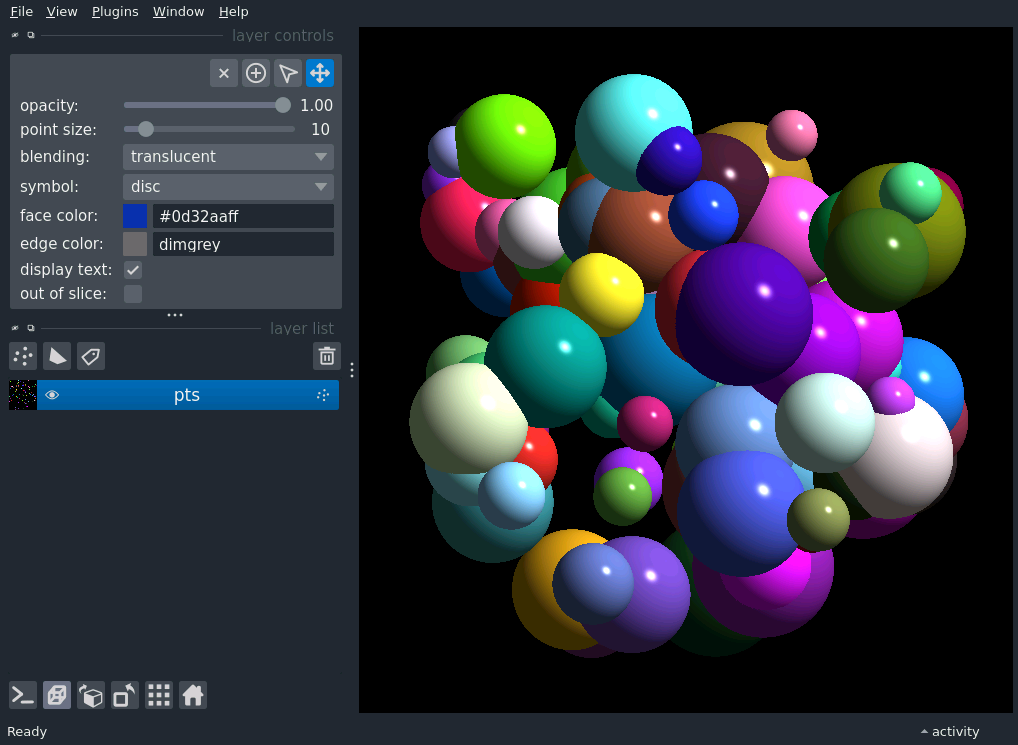 File View Plugins Window Help
layer controls
opacity: 1.00
point size: 10
blending: translucent
symbol: disc
face color: #0d32aaff
edge color: dimgrey
display text:
out of slice:
layer list
pts
Ready activity